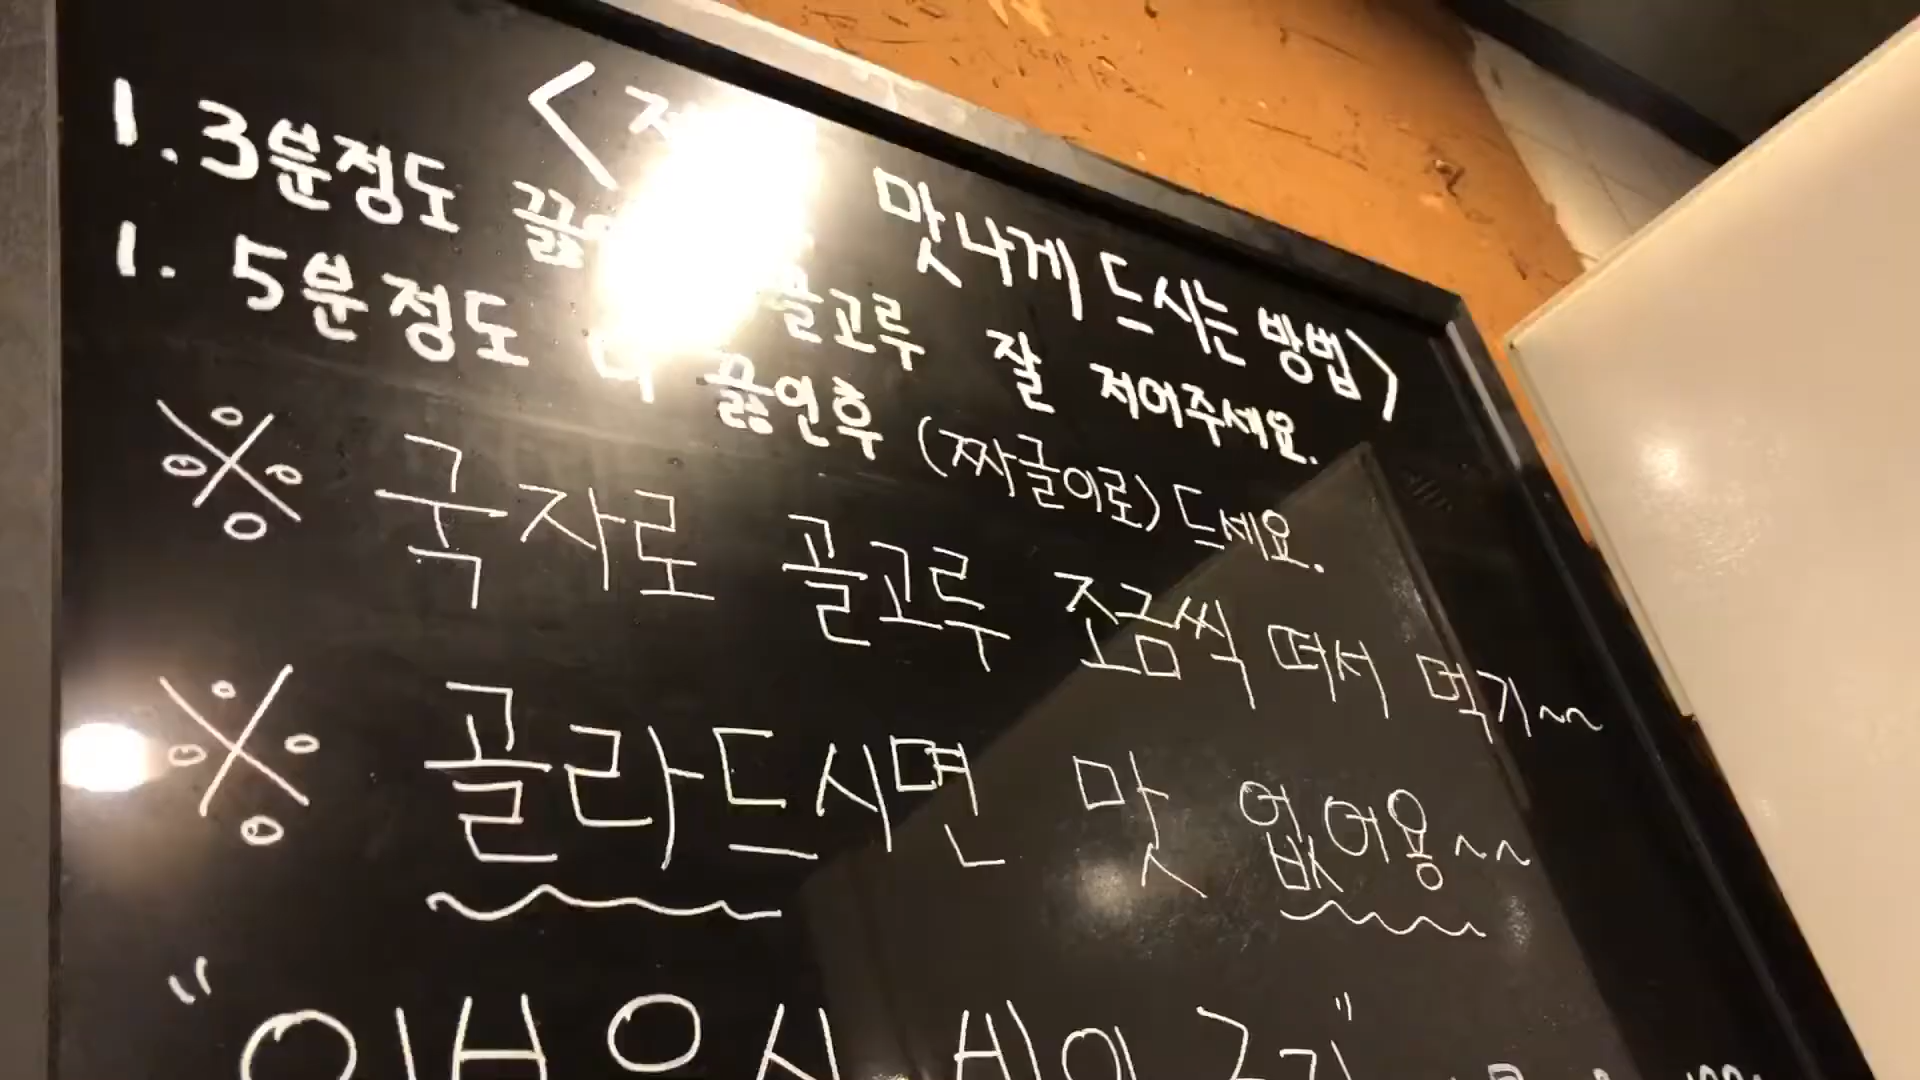 맛나게 드시는 방법>
1. 3분정도 골고루 잘 저어주세요.
1. 5분정도 더 끓인후 (짜글이로) 드세요.
※ 국자로 골고루 조금씩 떠서 먹기~~
※ 골라드시면 맛 없어용~~